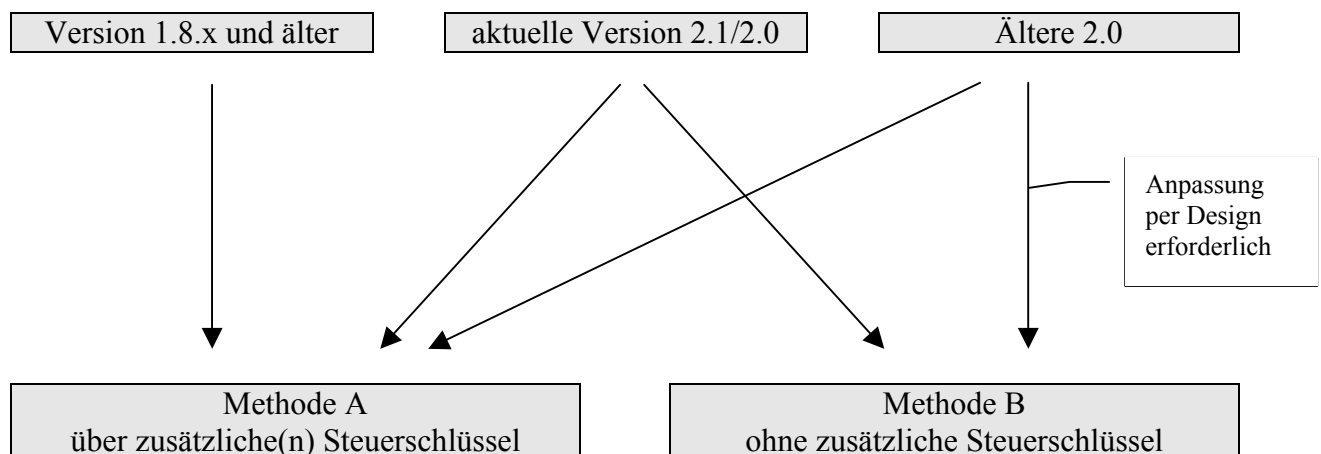 Version 1.8.x und älter
aktuelle Version 2.1/2.0
Ältere 2.0
Anpassung
per Design
erforderlich
Methode A
über zusätzliche(n) Steuerschlüssel
Methode B
ohne zusätzliche Steuerschlüssel